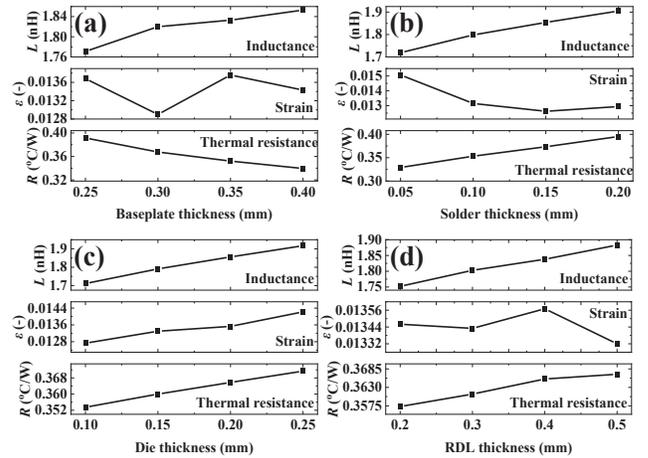 (a)
L (nH)
1.84
1.80
1.76
Inductance
ε (-)
0.0136
0.0132
0.0128
Strain
R (°C/W)
0.40
0.36
0.32
Thermal resistance
0.25 0.30 0.35 0.40
Baseplate thickness (mm)
(b)
L (nH)
1.9
1.8
1.7
Inductance
ε (-)
0.015
0.013
Strain
R (°C/W)
0.40
0.35
0.30
Thermal resistance
0.05 0.10 0.15 0.20
Solder thickness (mm)
(c)
L (nH)
1.9
1.8
1.7
Inductance
ε (-)
0.0144
0.0136
0.0128
Strain
R (°C/W)
0.368
0.360
0.352
Thermal resistance
0.10 0.15 0.20 0.25
Die thickness (mm)
(d)
L (nH)
1.90
1.85
1.80
1.75
Inductance
ε (-)
0.01356
0.01344
0.01332
Strain
R (°C/W)
0.3685
0.3630
0.3575
Thermal resistance
0.2 0.3 0.4 0.5
RDL thickness (mm)